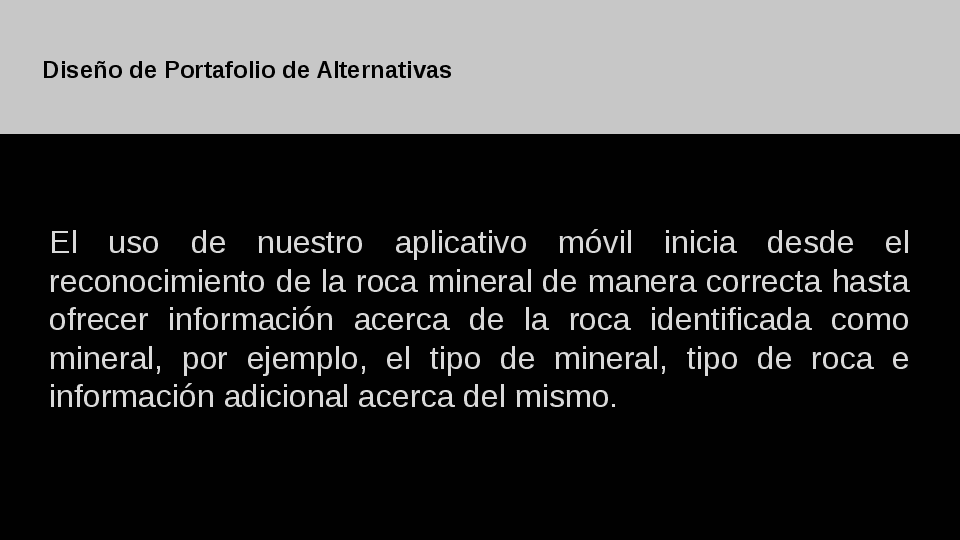 Diseño de Portafolio de Alternativas
El uso de nuestro aplicativo móvil inicia desde el
reconocimiento de la roca mineral de manera correcta hasta
ofrecer información acerca de la roca identificada como
mineral, por ejemplo, el tipo de mineral, tipo de roca e
información adicional acerca del mismo.